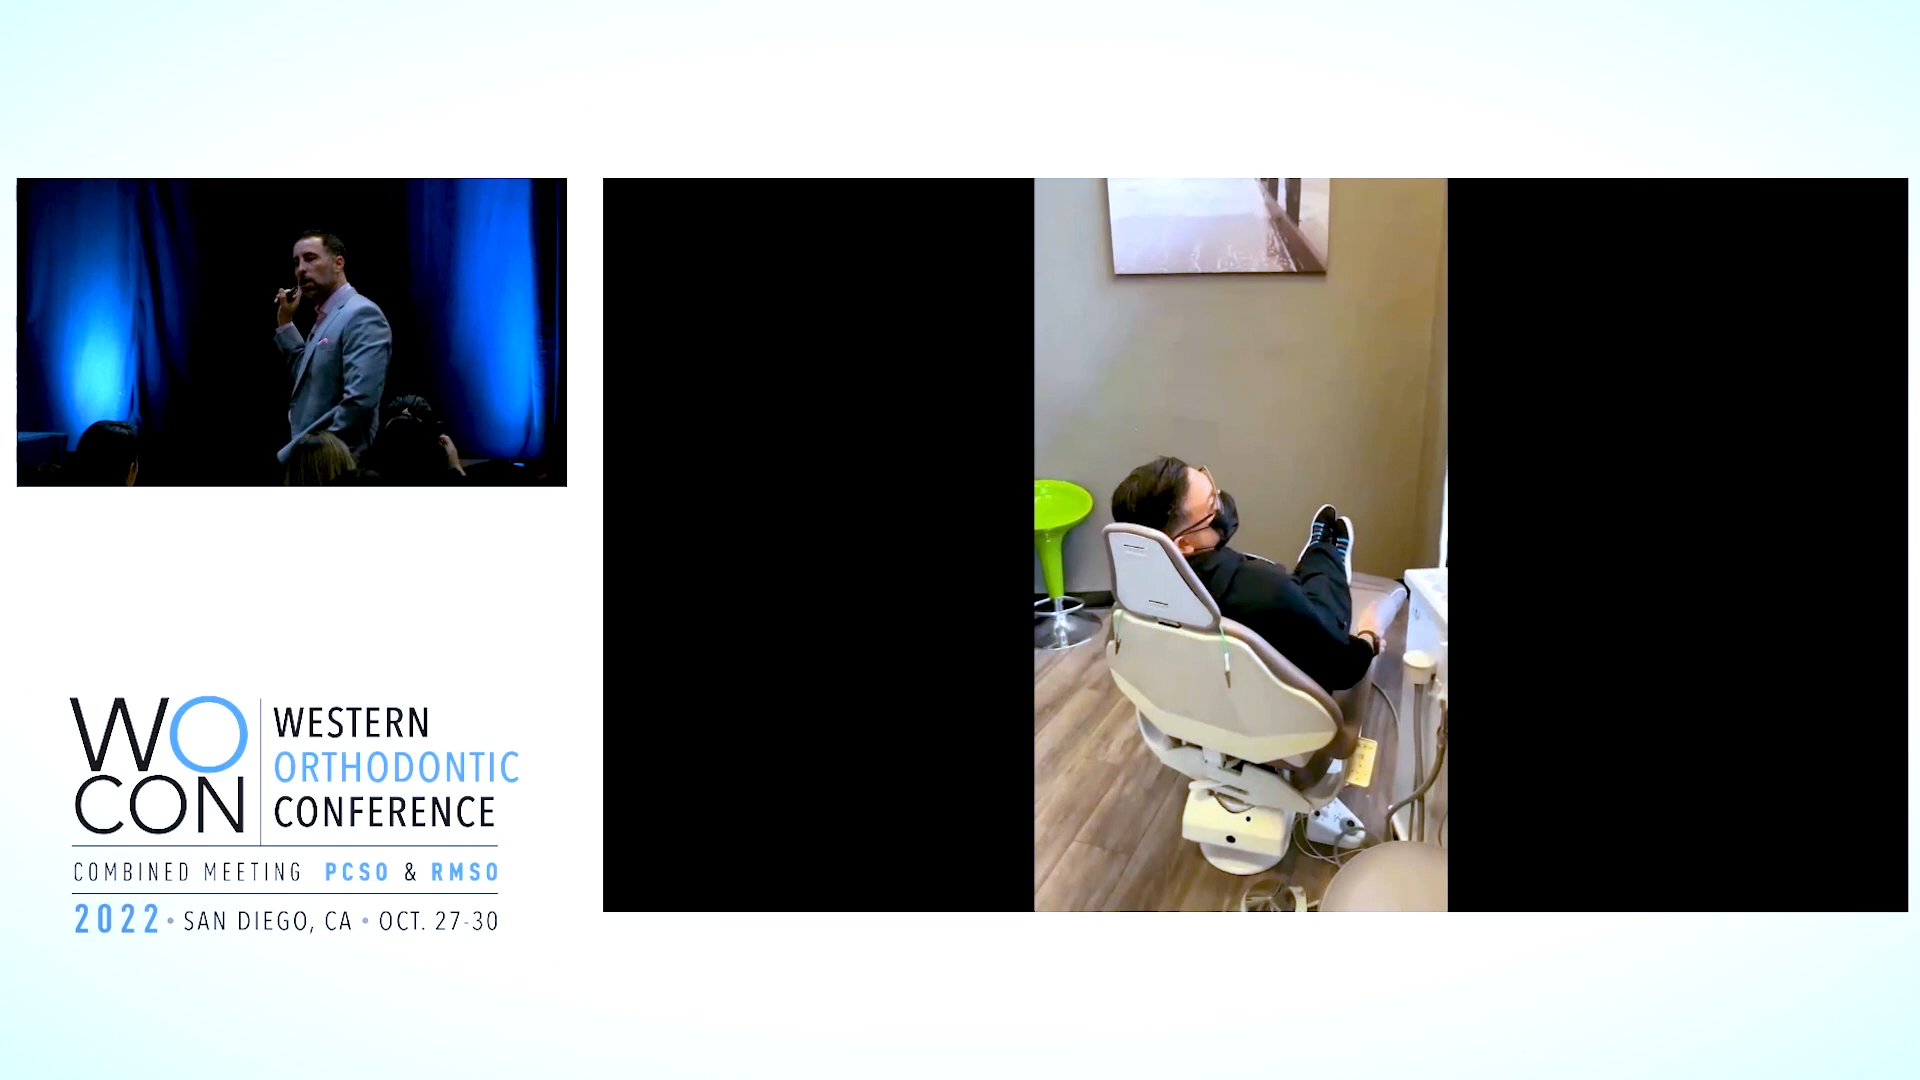 WO
CON
WESTERN
ORTHODONTIC
CONFERENCE
COMBINED MEETING PCSO & RMSO
2022 • SAN DIEGO, CA • OCT. 27-30